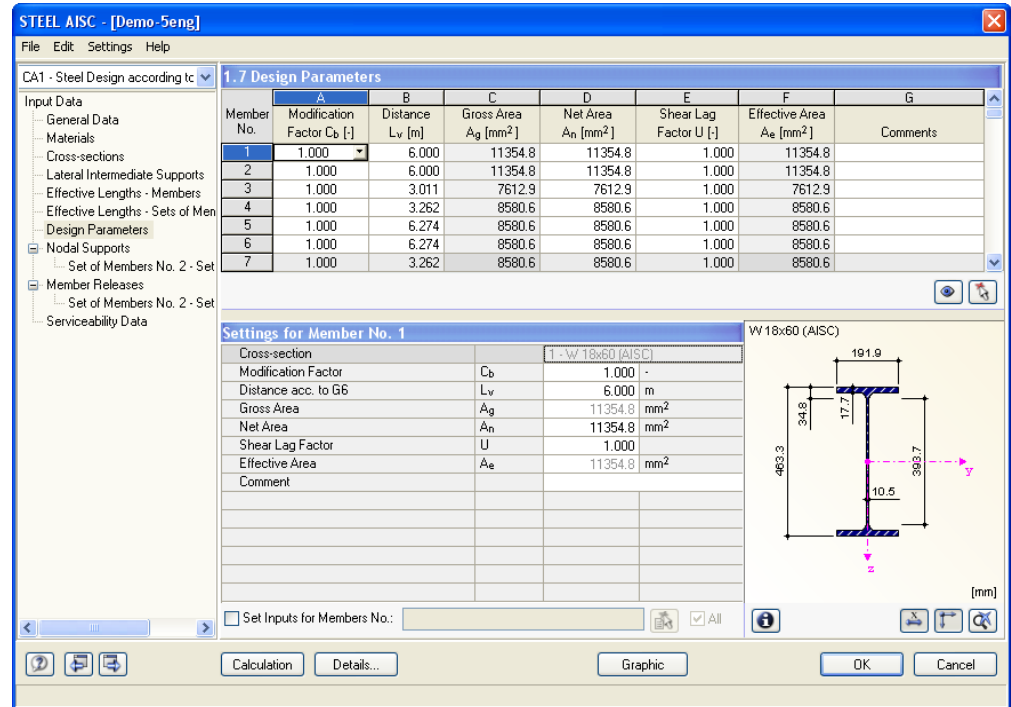 STEEL AISC - [Demo-5eng]
File Edit Settings Help
CA1 - Steel Design according tc
Input Data
General Data
Materials
Cross-sections
Lateral Intermediate Supports
Effective Lengths - Members
Effective Lengths - Sets of Men
Design Parameters
Nodal Supports
Set of Members No. 2 - Set
Member Releases
Set of Members No. 2 - Set
Serviceability Data
1.7 Design Parameters
A B C D E F G
Member Modification Distance Gross Area Net Area Shear Lag Effective Area
No. Factor Cb [-] Lv [m] Ag [mm²] An [mm²] Factor U [-] Ae [mm²] Comments
1 1.000 6.000 11354.8 11354.8 1.000 11354.8
2 1.000 6.000 11354.8 11354.8 1.000 11354.8
3 1.000 3.011 7612.9 7612.9 1.000 7612.9
4 1.000 3.262 8580.6 8580.6 1.000 8580.6
5 1.000 6.274 8580.6 8580.6 1.000 8580.6
6 1.000 6.274 8580.6 8580.6 1.000 8580.6
7 1.000 3.262 8580.6 8580.6 1.000 8580.6
Settings for Member No. 1
Cross-section 1 - W 18x60 (AISC)
Modification Factor Cb 1.000 -
Distance acc. to G6 Lv 6.000 m
Gross Area Ag 11354.8 mm²
Net Area An 11354.8 mm²
Shear Lag Factor U 1.000
Effective Area Ae 11354.8 mm²
Comment
Set Inputs for Members No.: All
W 18x60 (AISC)
191.9
34.8
17.7
463.3
393.7
10.5
y
z
[mm]
Calculation Details... Graphic OK Cancel